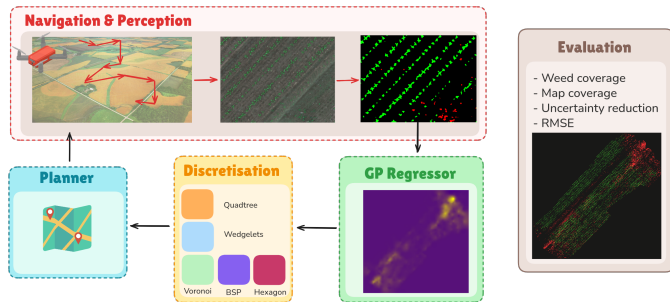 Navigation & Perception
Evaluation
- Weed coverage
- Map coverage
- Uncertainty reduction
- RMSE
Planner
Discretisation
Quadtree
Wedgelets
Voronoi
BSP
Hexagon
GP Regressor